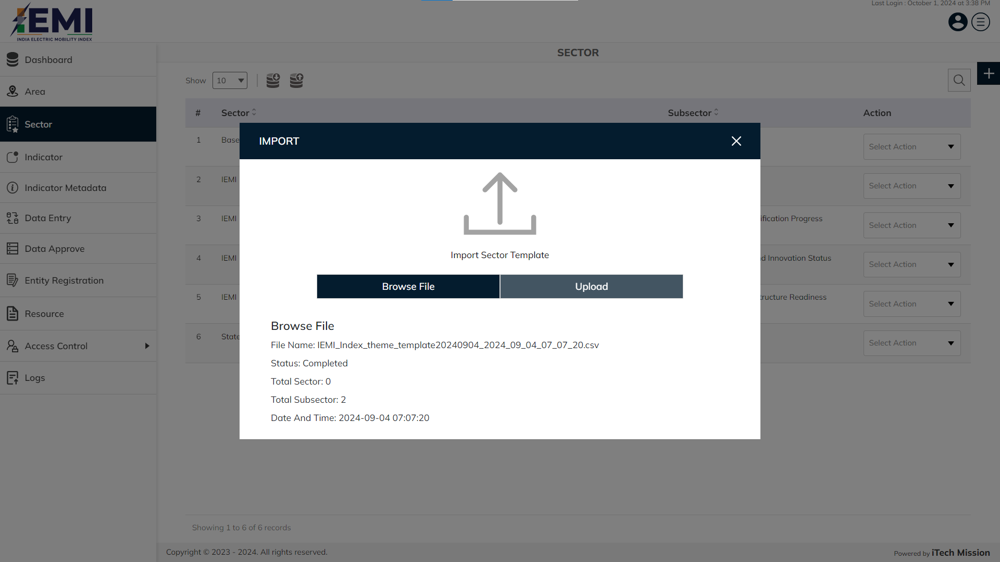 Last Login : October 1, 2024 at 3:38 PM
IEMI
INDIA ELECTRIC MOBILITY INDEX
SECTOR
Dashboard
Area
Sector
Indicator
Indicator Metadata
Data Entry
Data Approve
Entity Registration
Resource
Access Control
Logs
Show 10
# Sector Subsector Action
1 Base Select Action
2 IEMI Select Action
3 IEMI ification Progress Select Action
4 IEMI d Innovation Status Select Action
5 IEMI tructure Readiness Select Action
6 State Select Action
IMPORT
Import Sector Template
Browse File Upload
Browse File
File Name: IEMI_Index_theme_template20240904_2024_09_04_07_07_20.csv
Status: Completed
Total Sector: 0
Total Subsector: 2
Date And Time: 2024-09-04 07:07:20
Showing 1 to 6 of 6 records
Copyright © 2023 - 2024. All rights reserved.
Powered by iTech Mission